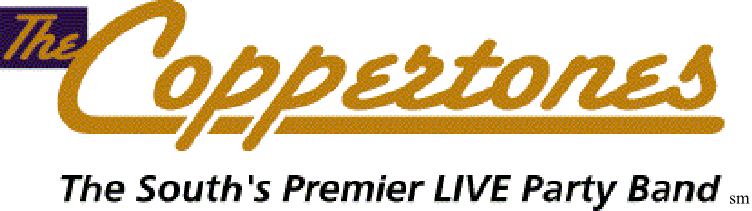 The
Coppertones
The South's Premier LIVE Party Band sm